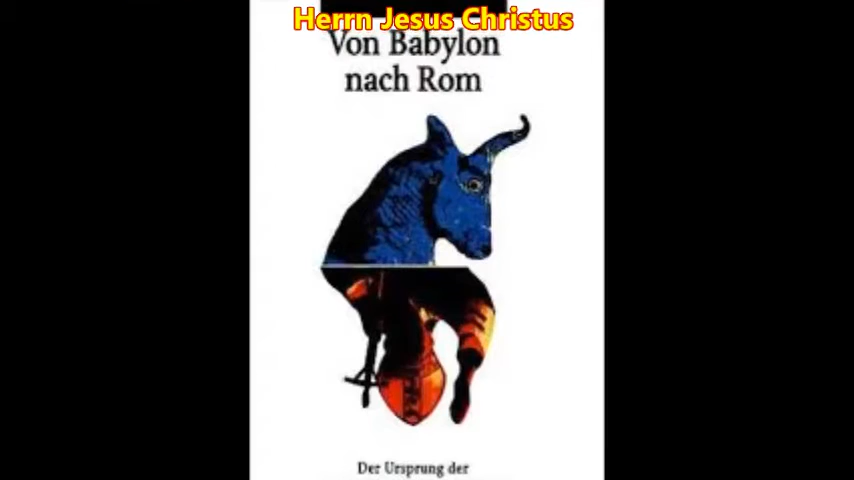 Herrn Jesus Christus
Von Babylon
nach Rom
Der Ursprung der